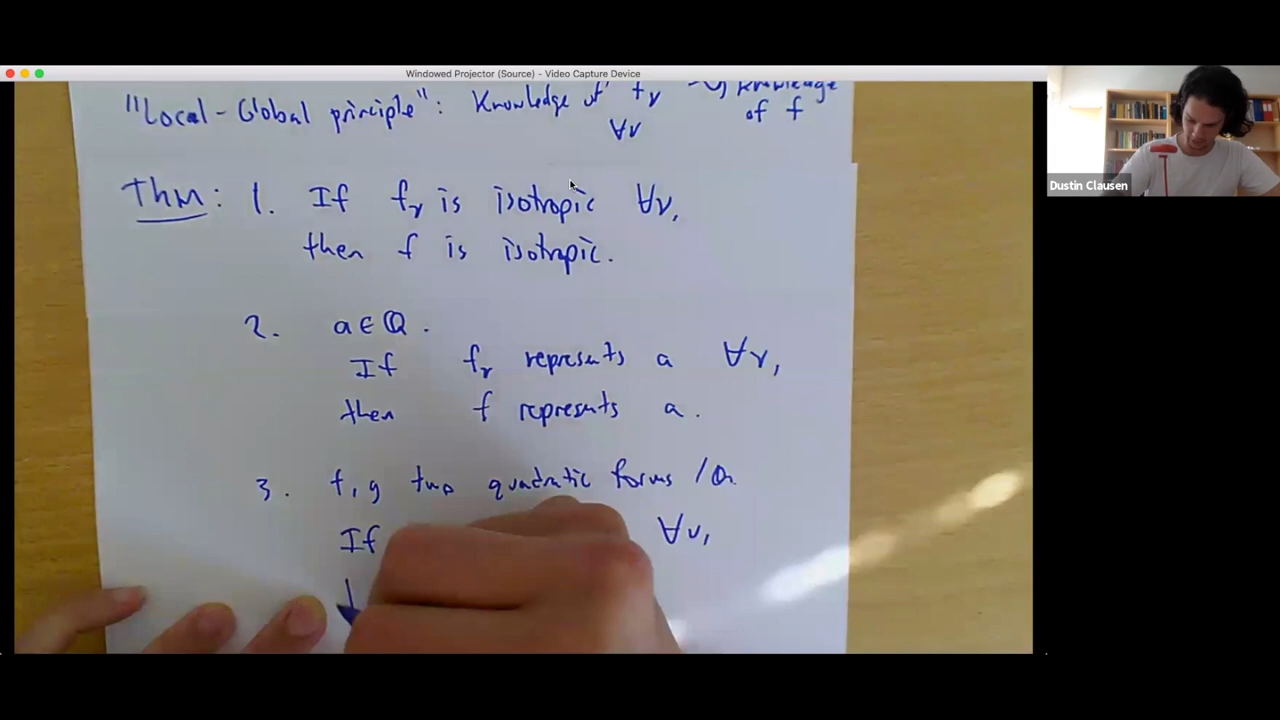 Windowed Projector (Source) - Video Capture Device
"Local-Global principle": Knowledge of f_v ⇝ knowledge
∀v of f
Thm: 1. If f_v is isotropic ∀v,
then f is isotropic.
2. a ∈ ℚ.
If f_v represents a ∀v,
then f represents a.
3. f, g two quadratic forms /ℚ.
If ∀v,
Dustin Clausen